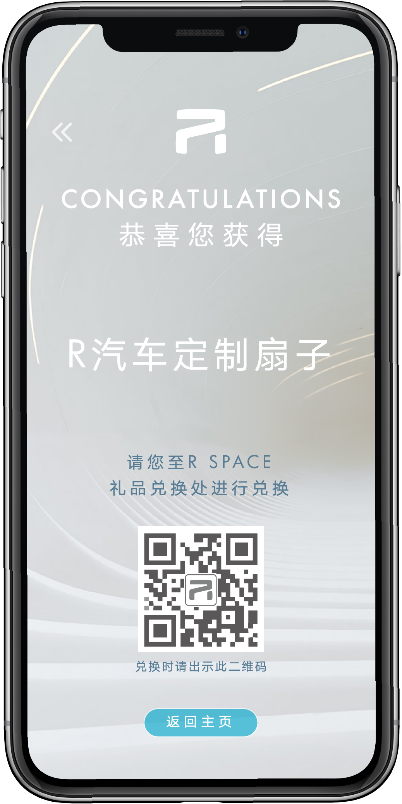 CONGRATULATIONS
恭喜您获得
R汽车定制扇子
请您至R SPACE
礼品兑换处进行兑换
兑换时请出示此二维码
返回主页